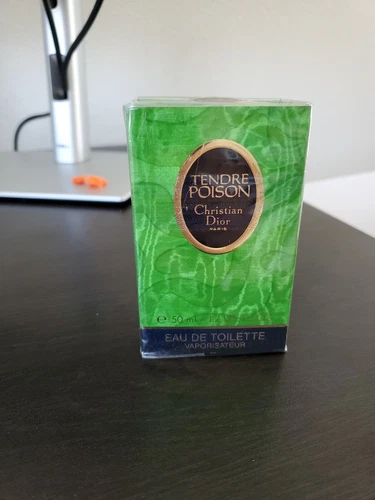 TENDRE
POISON
Christian
Dior
PARIS
e 50 ml
EAU DE TOILETTE
VAPORISATEUR